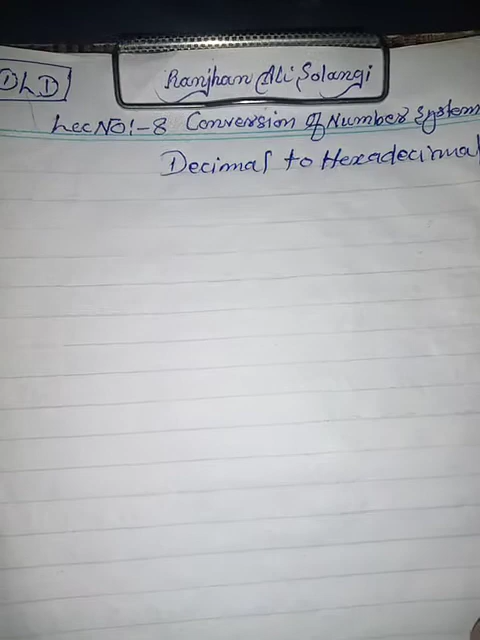 DLD
Ranjhan Ali Solangi
Lec NO:-8 Conversion Of Number System
Decimal to Hexadecimal